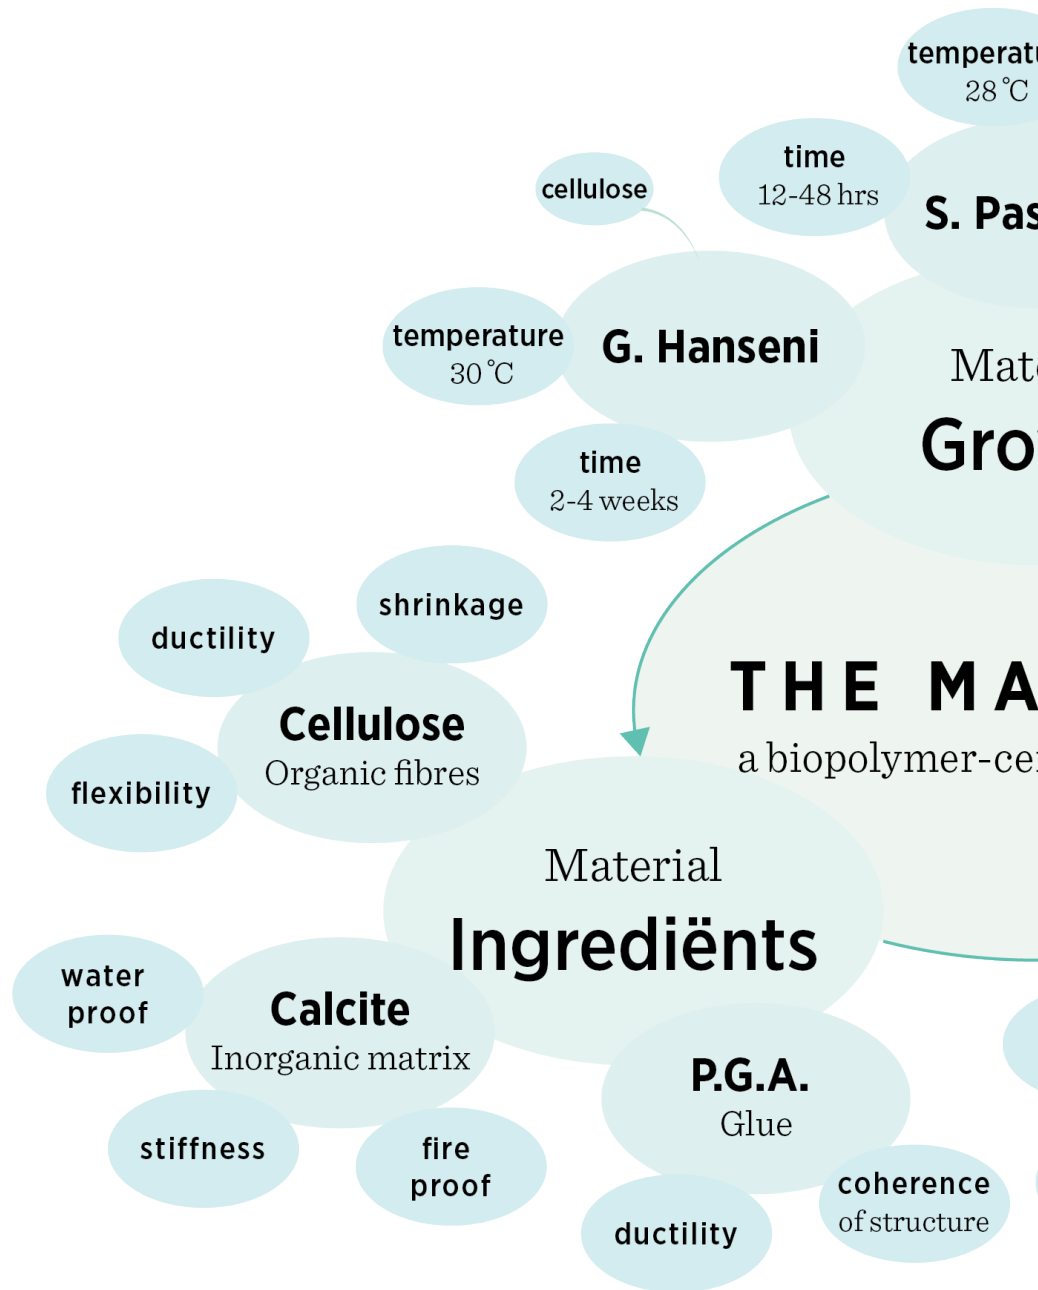 temperatu
28 °C
time
12-48 hrs
cellulose
S. Pas
temperature
30 °C
G. Hanseni
time
2-4 weeks
Mate
Gro
shrinkage
ductility
Cellulose
Organic fibres
flexibility
THE MA
a biopolymer-ce
Material
Ingrediënts
water
proof
Calcite
Inorganic matrix
stiffness
fire
proof
P.G.A.
Glue
ductility
coherence
of structure